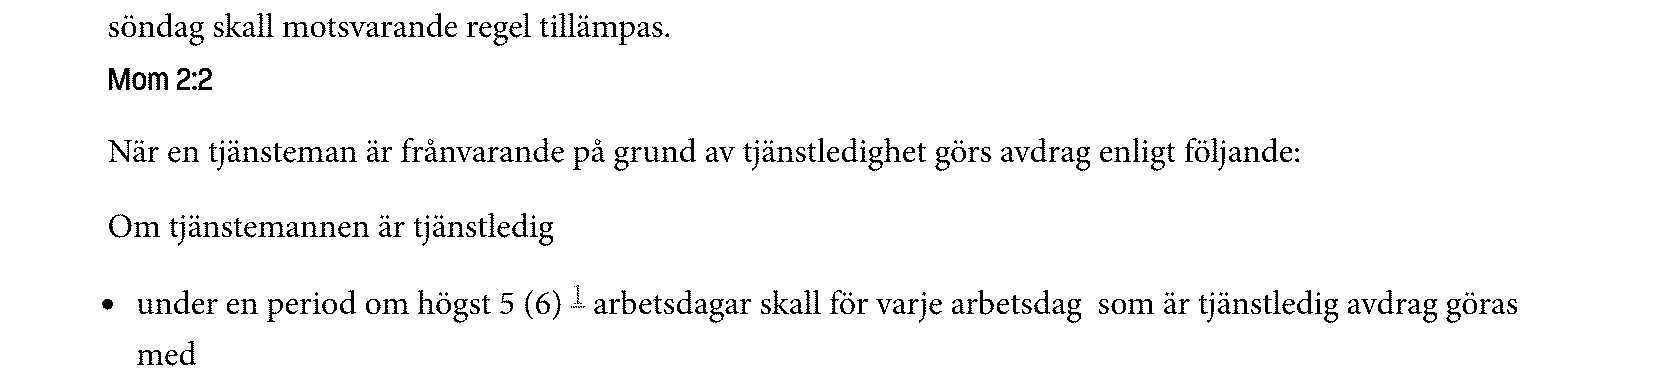 söndag skall motsvarande regel tillämpas.
Mom 2:2
När en tjänsteman är frånvarande på grund av tjänstledighet görs avdrag enligt följande:
Om tjänstemannen är tjänstledig
• under en period om högst 5 (6) 1 arbetsdagar skall för varje arbetsdag  som är tjänstledig avdrag göras
med